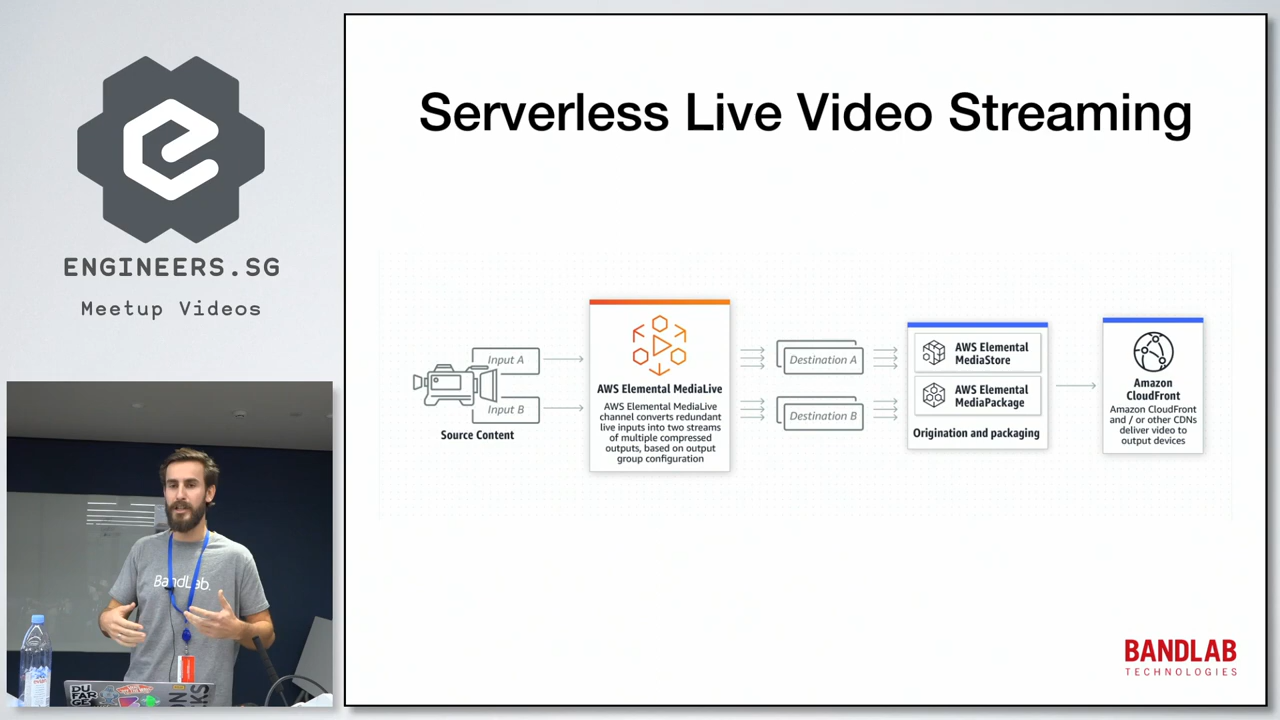 ENGINEERS.SG
Meetup Videos
BandLab.
DU
FAR
GE
Serverless Live Video Streaming
Input A
Input B
Source Content
AWS Elemental MediaLive
AWS Elemental MediaLive
channel converts redundant
live inputs into two streams
of multiple compressed
outputs, based on output
group configuration
Destination A
Destination B
AWS Elemental
MediaStore
AWS Elemental
MediaPackage
Origination and packaging
Amazon
CloudFront
Amazon CloudFront
and / or other CDNs
deliver video to
output devices
BANDLAB
TECHNOLOGIES